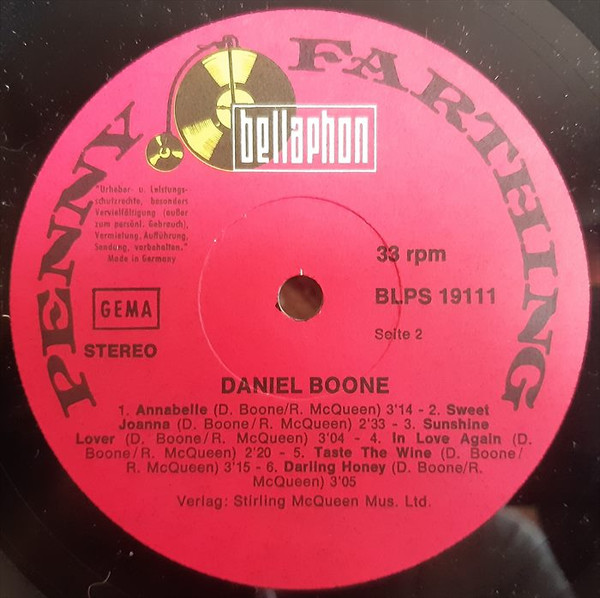 PENNY FARTHING
bellaphon
"Urheber- u. Leistungs-
schutzrechte, besonders
Vervielfältigung (außer
zum persönl. Gebrauch),
Vermietung, Aufführung,
Sendung, vorbehalten."
Made in Germany
GEMA
STEREO
33 rpm
BLPS 19111
Seite 2
DANIEL BOONE
1. Annabelle (D. Boone/R. McQueen) 3'14 - 2. Sweet
Joanna (D. Boone / R. McQueen) 2'33 - 3. Sunshine
Lover (D. Boone/R. McQueen) 3'04 - 4. In Love Again (D.
Boone/R. McQueen) 2'20 - 5. Taste The Wine (D. Boone/
R. McQueen) 3'15 - 6. Darling Honey (D. Boone/R.
McQueen) 3'05
Verlag: Stirling McQueen Mus. Ltd.